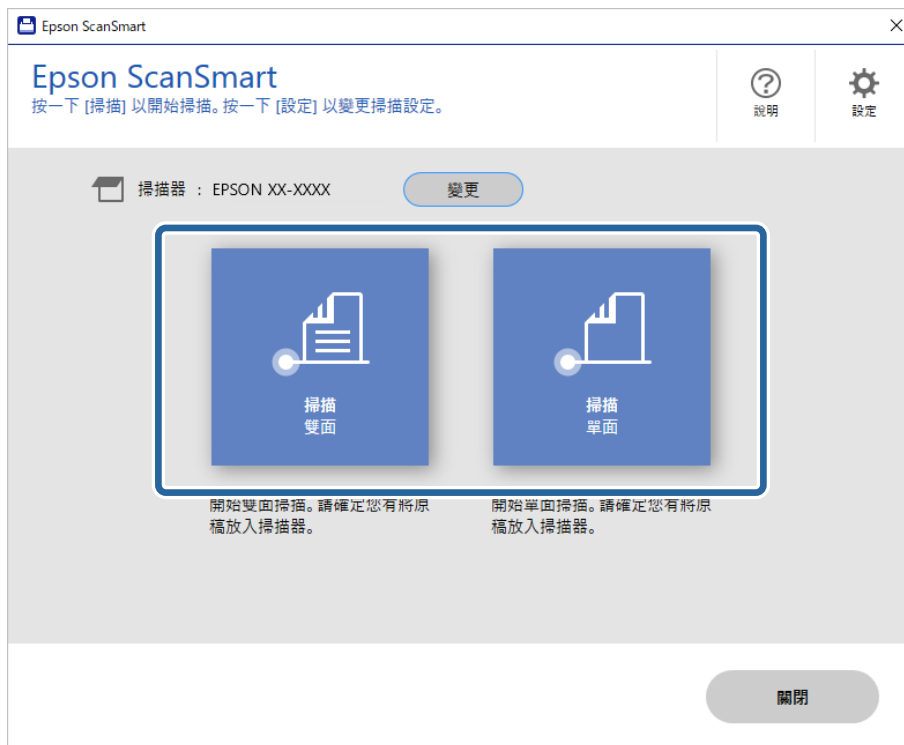 Epson ScanSmart
Epson ScanSmart
按一下 [掃描] 以開始掃描。按一下 [設定] 以變更掃描設定。
說明
設定
掃描器 : EPSON XX-XXXX
變更
掃描
雙面
掃描
單面
開始雙面掃描。請確定您有將原
稿放入掃描器。
開始單面掃描。請確定您有將原
稿放入掃描器。
關閉